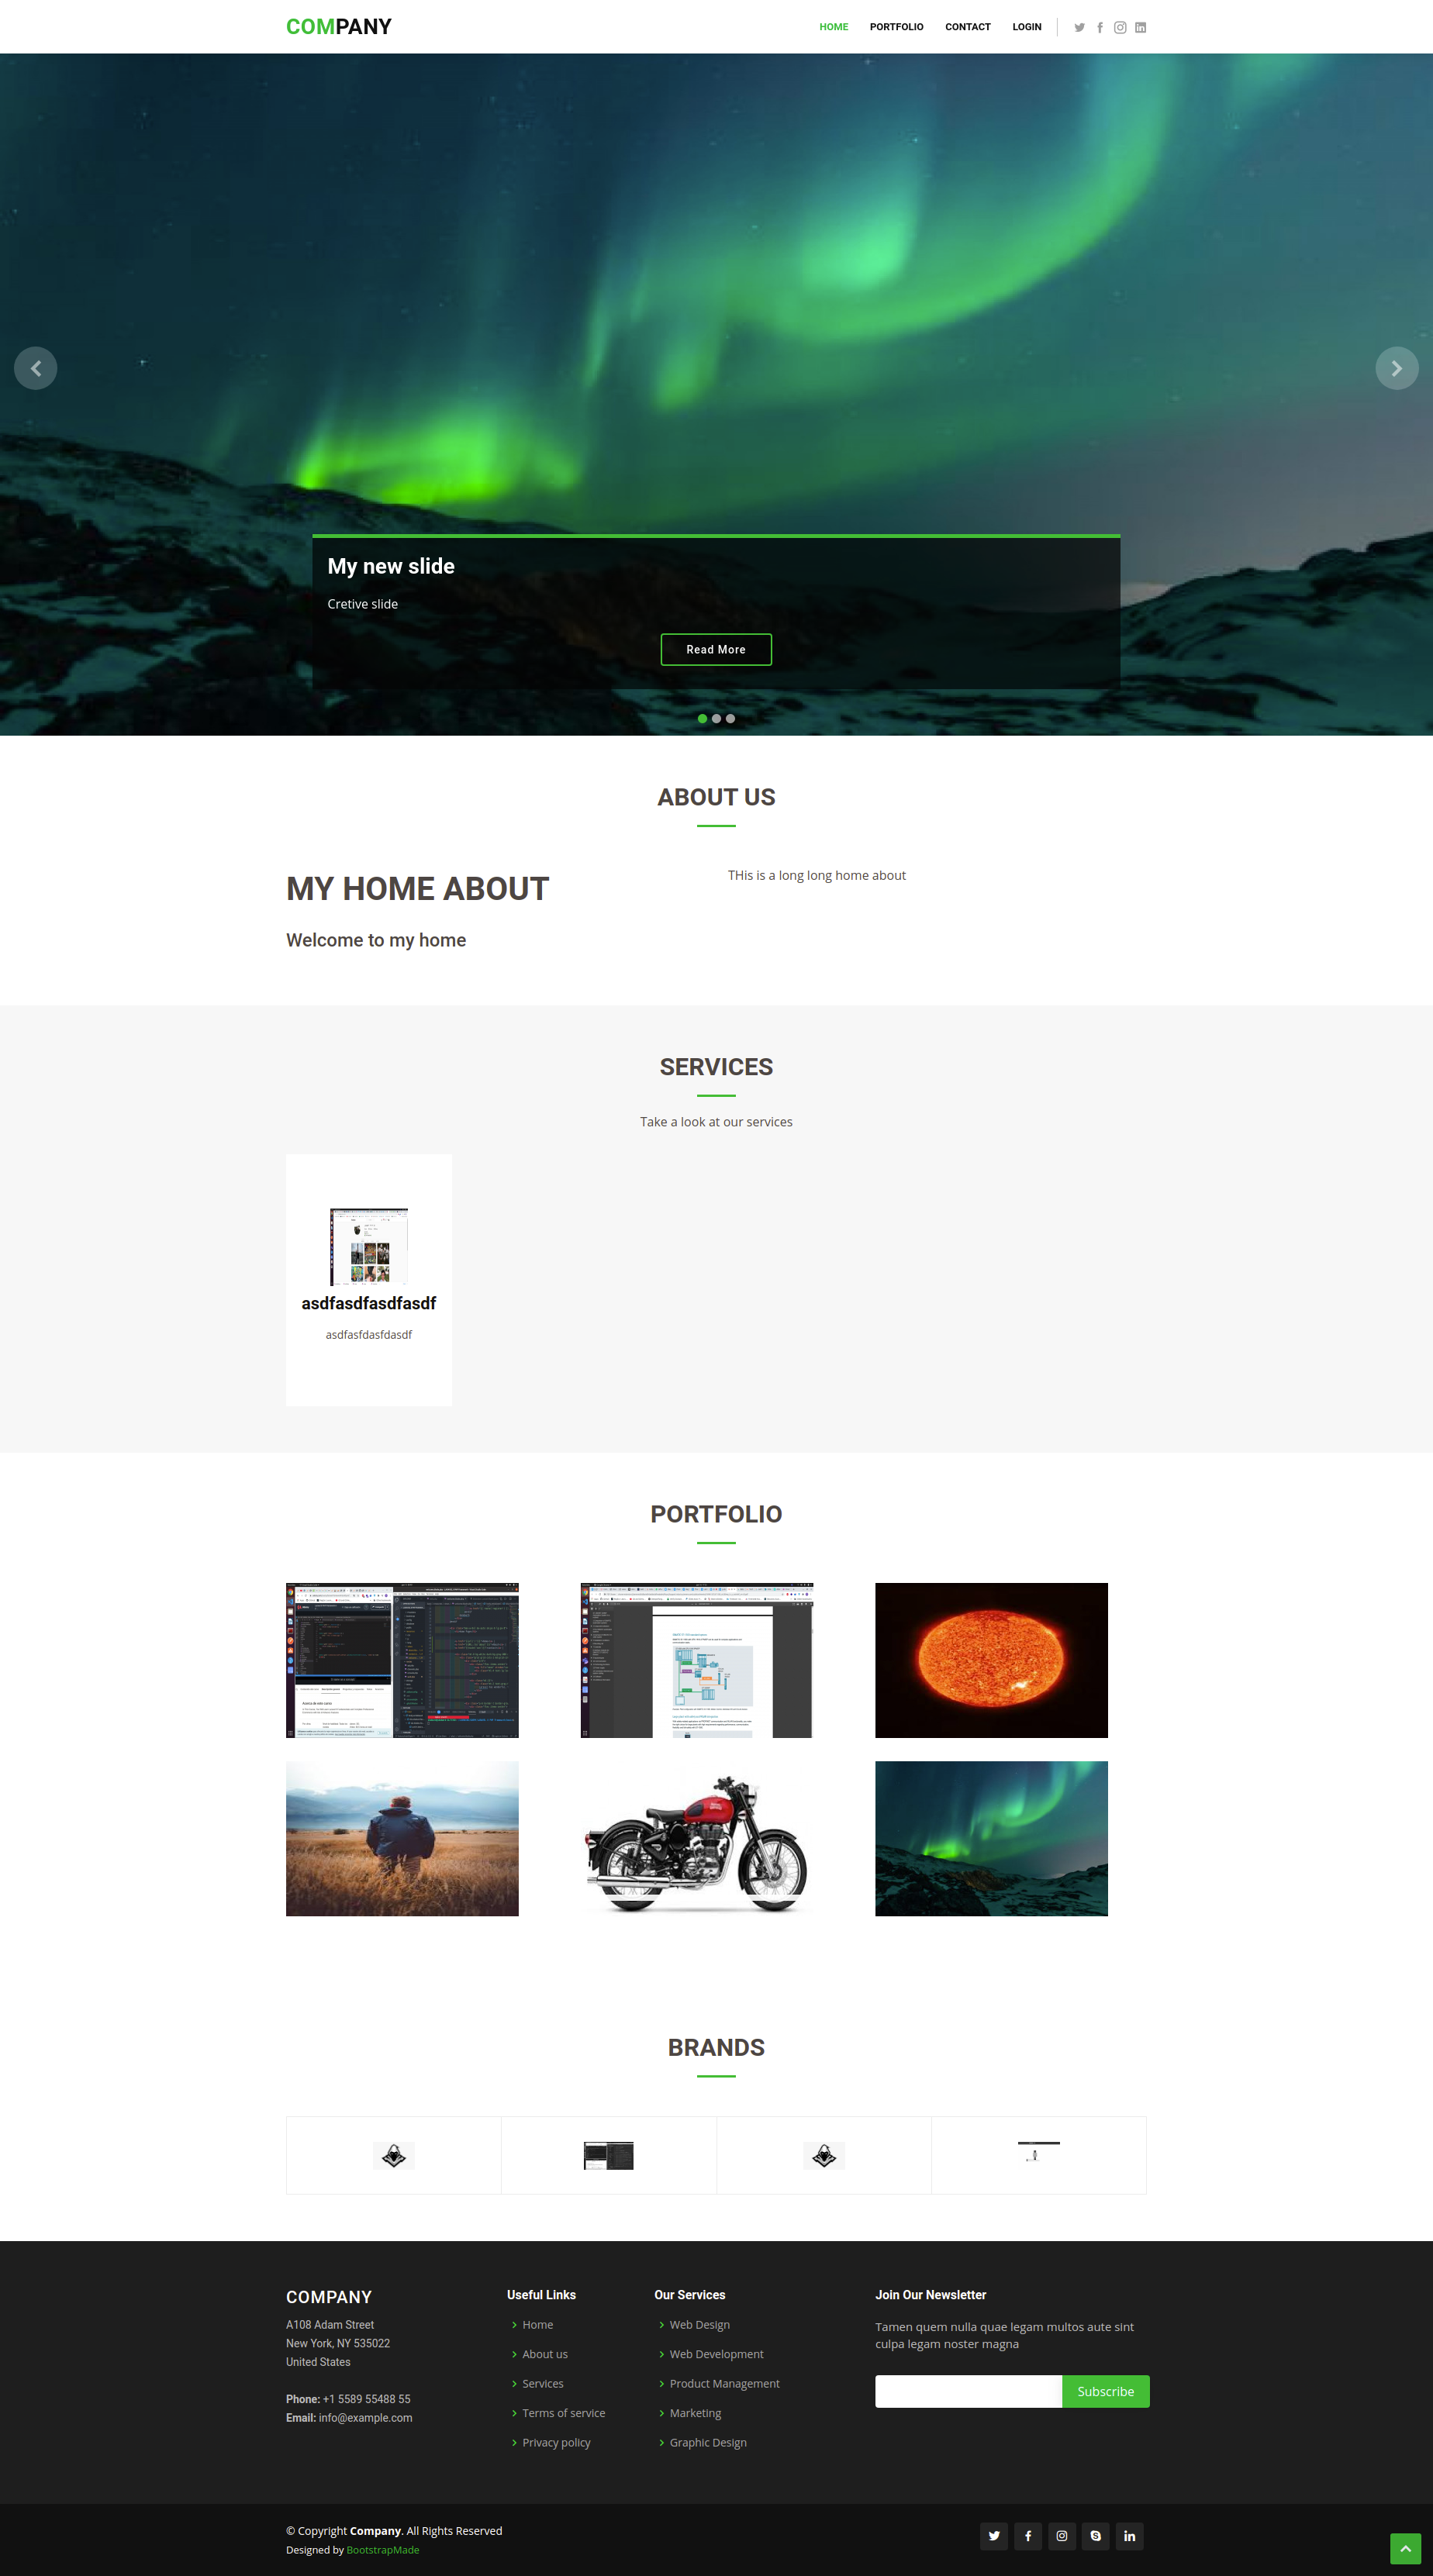 COMPANY
HOME PORTFOLIO CONTACT LOGIN
My new slide
Cretive slide
Read More
ABOUT US
MY HOME ABOUT
THis is a long long home about
Welcome to my home
SERVICES
Take a look at our services
asdfasdfasdfasdf
asdfasfdasfdasdf
PORTFOLIO
BRANDS
COMPANY
A108 Adam Street
New York, NY 535022
United States
Phone: +1 5589 55488 55
Email: info@example.com
Useful Links
Home
About us
Services
Terms of service
Privacy policy
Our Services
Web Design
Web Development
Product Management
Marketing
Graphic Design
Join Our Newsletter
Tamen quem nulla quae legam multos aute sint
culpa legam noster magna
Subscribe
© Copyright Company. All Rights Reserved
Designed by BootstrapMade